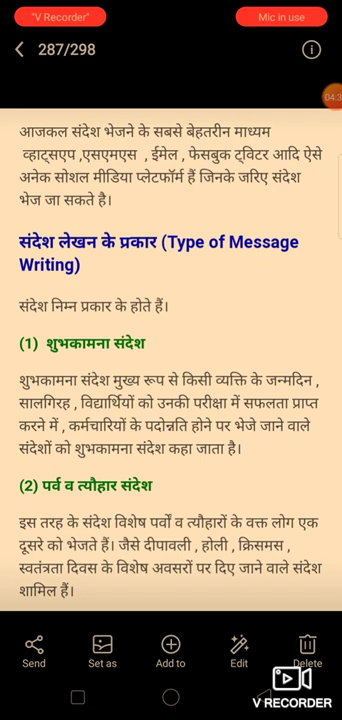 "V Recorder"
Mic in use
287/298
04:3
आजकल संदेश भेजने के सबसे बेहतरीन माध्यम
व्हाट्सएप ,एसएमएस , ईमेल , फेसबुक ट्विटर आदि ऐसे
अनेक सोशल मीडिया प्लेटफॉर्म हैं जिनके जरिए संदेश
भेज जा सकते है।
संदेश लेखन के प्रकार (Type of Message
Writing)
संदेश निम्न प्रकार के होते हैं।
(1) शुभकामना संदेश
शुभकामना संदेश मुख्य रूप से किसी व्यक्ति के जन्मदिन ,
सालगिरह , विद्यार्थियों को उनकी परीक्षा में सफलता प्राप्त
करने में , कर्मचारियों के पदोन्नति होने पर भेजे जाने वाले
संदेशों को शुभकामना संदेश कहा जाता है।
(2) पर्व व त्यौहार संदेश
इस तरह के संदेश विशेष पर्वों व त्यौहारों के वक्त लोग एक
दूसरे को भेजते हैं। जैसे दीपावली , होली , क्रिसमस ,
स्वतंत्रता दिवस के विशेष अवसरों पर दिए जाने वाले संदेश
शामिल हैं।
Send
Set as
Add to
Edit
Delete
V RECORDER